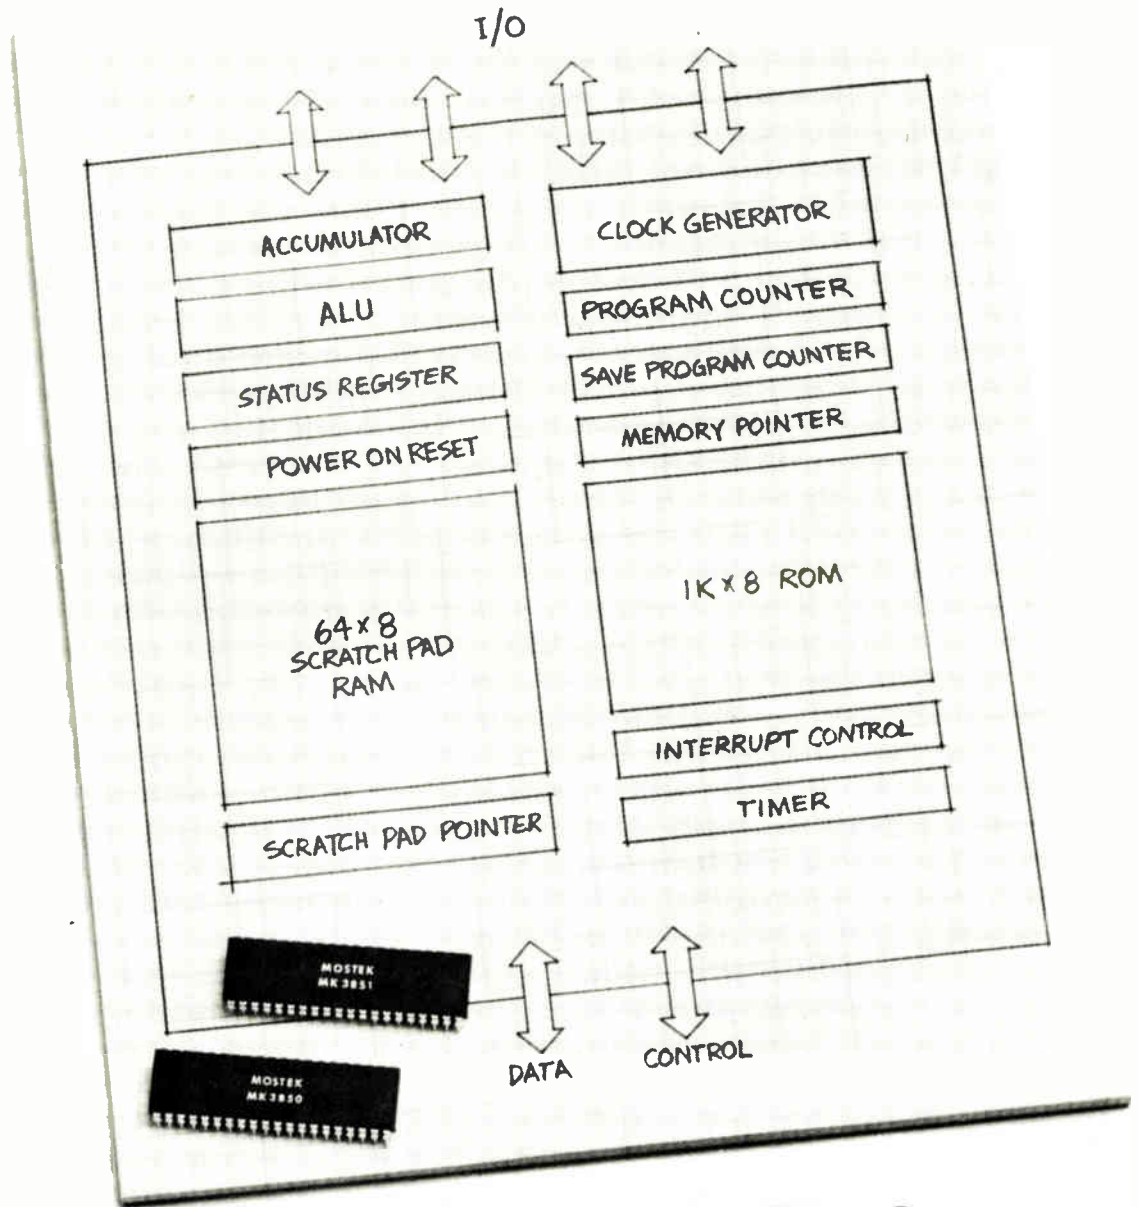 I/O
ACCUMULATOR
ALU
STATUS REGISTER
POWER ON RESET
64 x 8
SCRATCH PAD
RAM
SCRATCH PAD POINTER
CLOCK GENERATOR
PROGRAM COUNTER
SAVE PROGRAM COUNTER
MEMORY POINTER
1K x 8 ROM
INTERRUPT CONTROL
TIMER
MOSTEK
MK 3851
MOSTEK
MK 3850
DATA
CONTROL